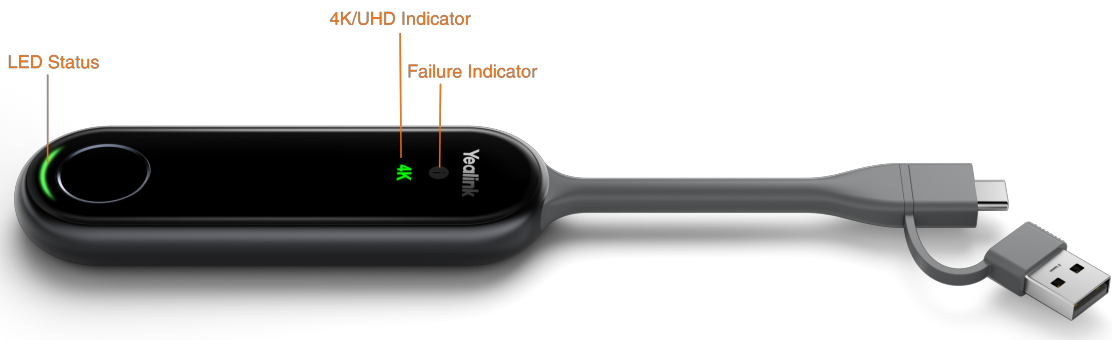 4K/UHD Indicator
LED Status
Failure Indicator
4K
Yealink